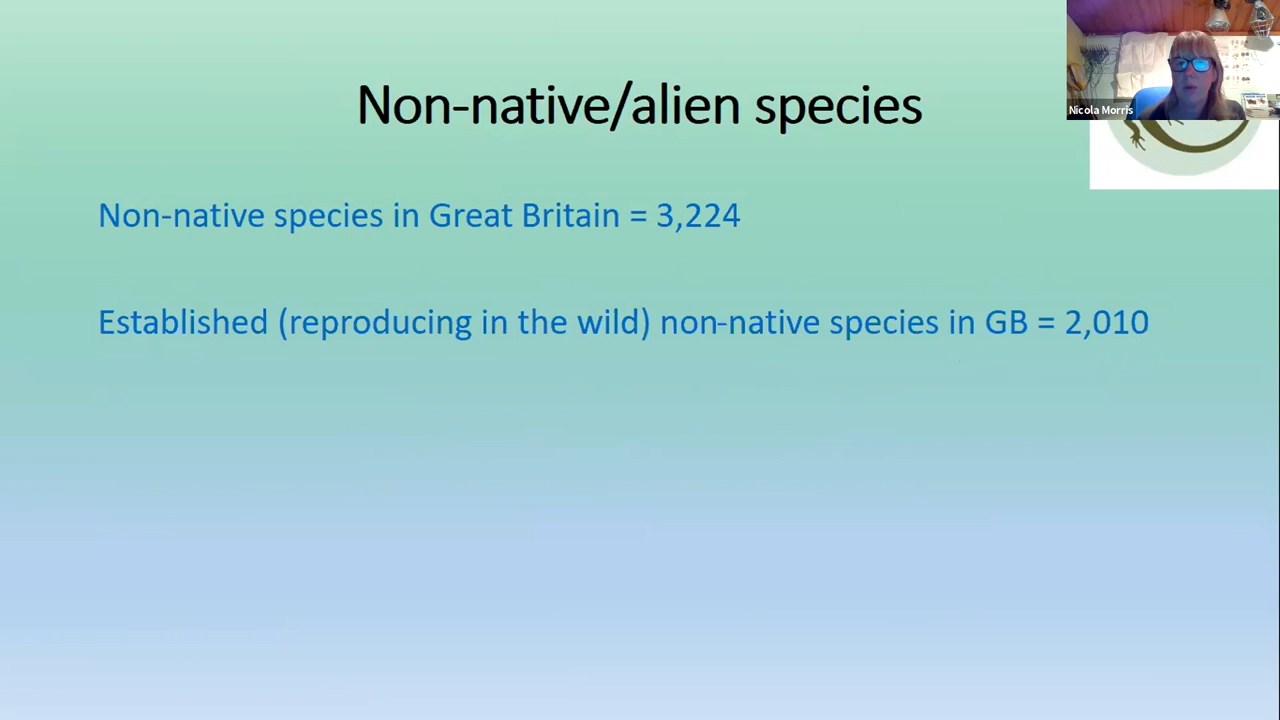 Non-native/alien species
Nicola Morris
Non-native species in Great Britain = 3,224
Established (reproducing in the wild) non-native species in GB = 2,010